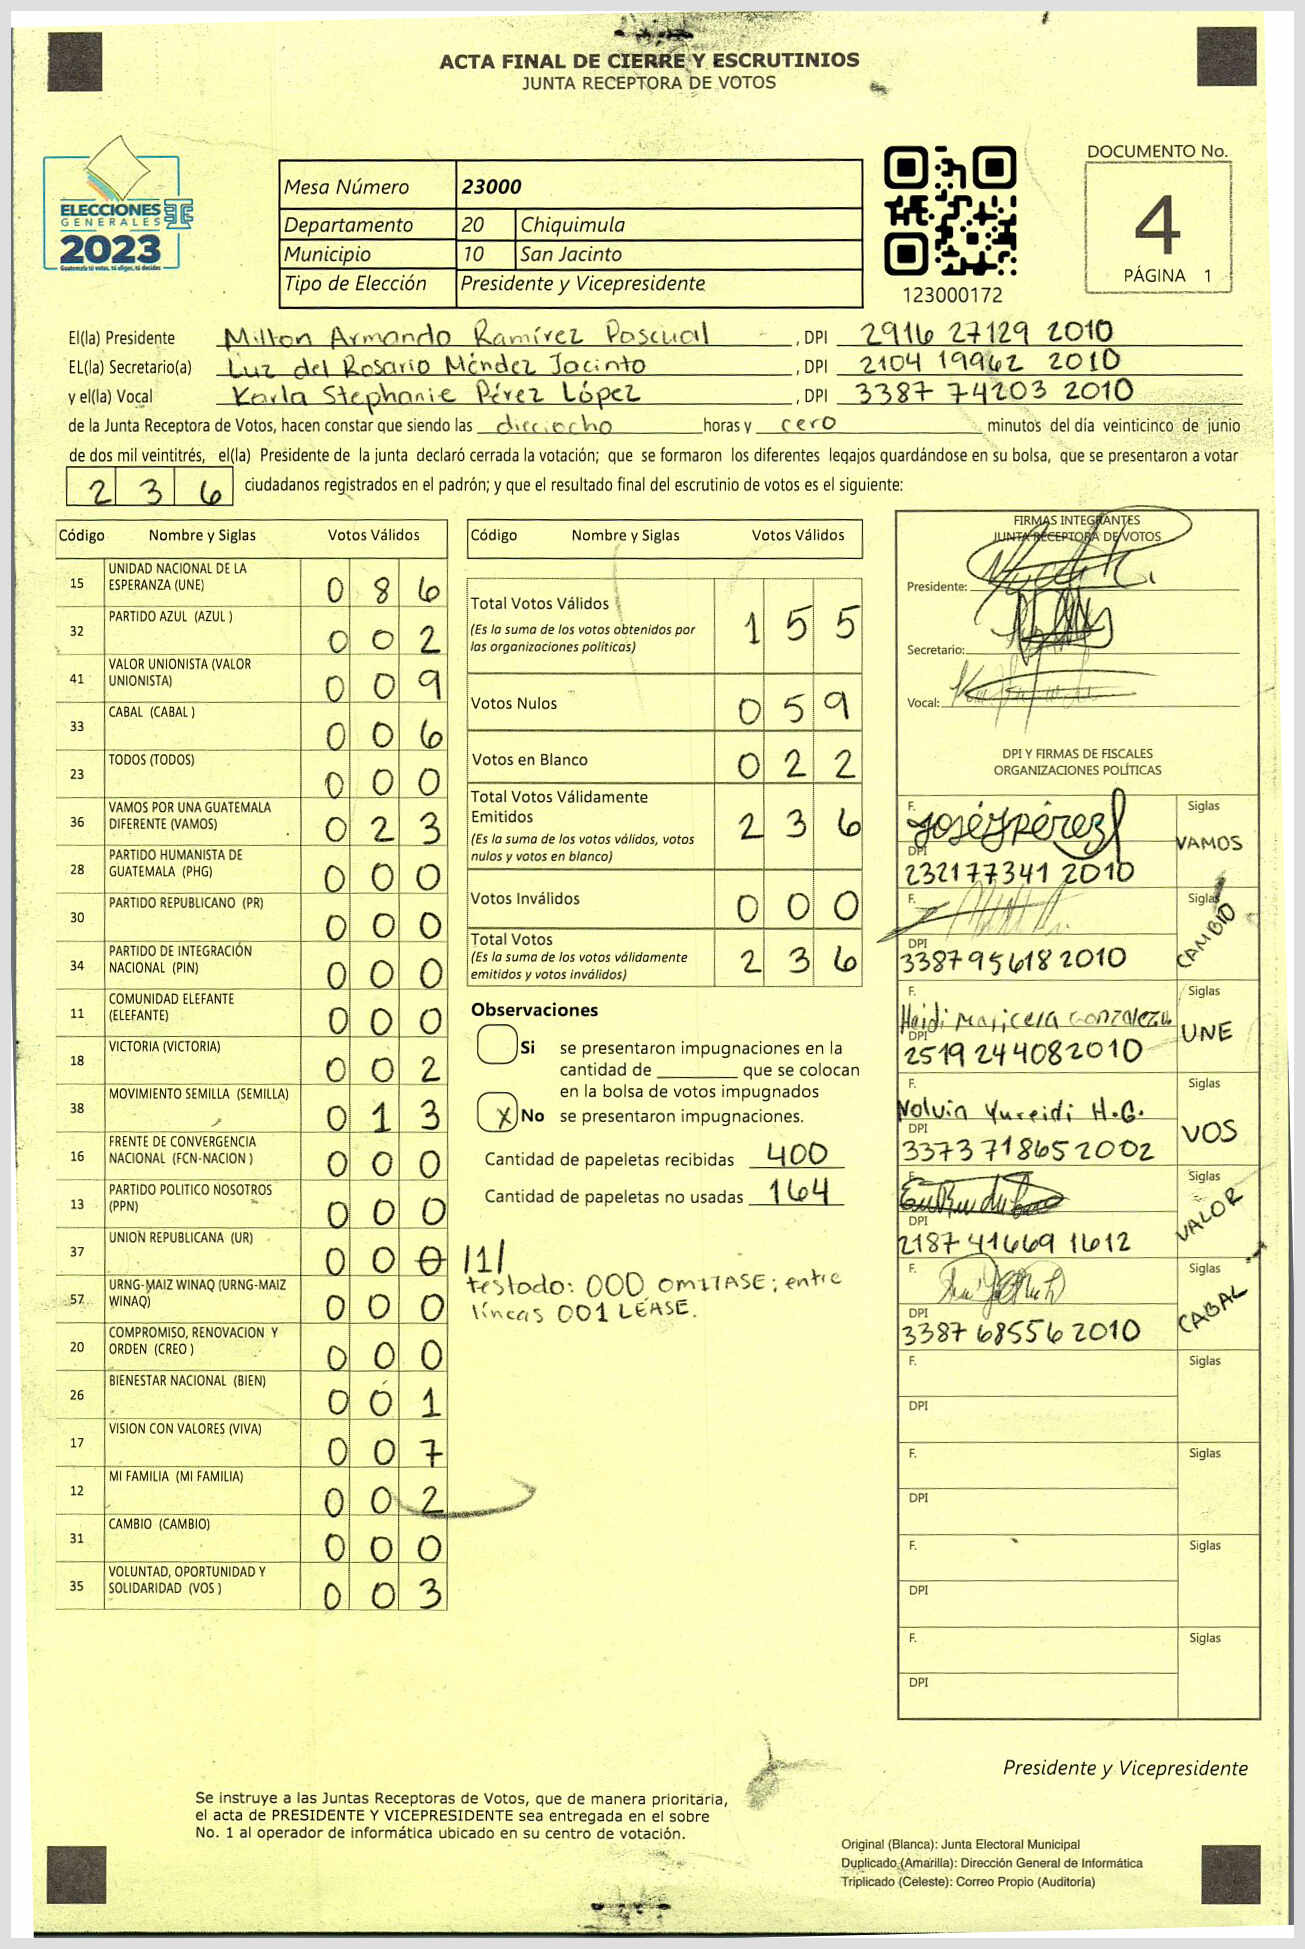 ACTA FINAL DE CIERRE Y ESCRUTINIOS
JUNTA RECEPTORA DE VOTOS
ELECCIONES
GENERALES
2023
Guatemala tú votas, tú eliges, tú decides
Mesa Número 23000
Departamento 20 Chiquimula
Municipio 10 San Jacinto
Tipo de Elección Presidente y Vicepresidente
123000172
DOCUMENTO No.
4
PÁGINA 1
El(la) Presidente Milton Armando Ramírez Pascual , DPI 2916 27129 2010
EL(la) Secretario(a) Luz del Rosario Méndez Jacinto , DPI 2104 19962 2010
y el(la) Vocal Karla Stephanie Pérez López , DPI 3387 74203 2010
de la Junta Receptora de Votos, hacen constar que siendo las dieciocho horas y cero minutos del día veinticinco de junio
de dos mil veintitrés, el(la) Presidente de la junta declaró cerrada la votación; que se formaron los diferentes legajos guardándose en su bolsa, que se presentaron a votar
2 3 6 ciudadanos registrados en el padrón; y que el resultado final del escrutinio de votos es el siguiente:
Código Nombre y Siglas Votos Válidos
15 UNIDAD NACIONAL DE LA
ESPERANZA (UNE) 0 8 6
32 PARTIDO AZUL (AZUL ) 0 0 2
41 VALOR UNIONISTA (VALOR
UNIONISTA) 0 0 9
33 CABAL (CABAL ) 0 0 6
23 TODOS (TODOS) 0 0 0
36 VAMOS POR UNA GUATEMALA
DIFERENTE (VAMOS) 0 2 3
28 PARTIDO HUMANISTA DE
GUATEMALA (PHG) 0 0 0
30 PARTIDO REPUBLICANO (PR) 0 0 0
34 PARTIDO DE INTEGRACIÓN
NACIONAL (PIN) 0 0 0
11 COMUNIDAD ELEFANTE
(ELEFANTE) 0 0 0
18 VICTORIA (VICTORIA) 0 0 2
38 MOVIMIENTO SEMILLA (SEMILLA) 0 1 3
16 FRENTE DE CONVERGENCIA
NACIONAL (FCN-NACION ) 0 0 0
13 PARTIDO POLITICO NOSOTROS
(PPN) 0 0 0
37 UNION REPUBLICANA (UR) 0 0 0 /1/
57 URNG-MAIZ WINAQ (URNG-MAIZ
WINAQ) 0 0 0
20 COMPROMISO, RENOVACION Y
ORDEN (CREO ) 0 0 0
26 BIENESTAR NACIONAL (BIEN) 0 0 1
17 VISION CON VALORES (VIVA) 0 0 7
12 MI FAMILIA (MI FAMILIA) 0 0 2
31 CAMBIO (CAMBIO) 0 0 0
35 VOLUNTAD, OPORTUNIDAD Y
SOLIDARIDAD (VOS ) 0 0 3
Código Nombre y Siglas Votos Válidos
Total Votos Válidos 1 5 5
(Es la suma de los votos obtenidos por
las organizaciones políticas)
Votos Nulos 0 5 9
Votos en Blanco 0 2 2
Total Votos Válidamente
Emitidos 2 3 6
(Es la suma de los votos válidos, votos
nulos y votos en blanco)
Votos Inválidos 0 0 0
Total Votos
(Es la suma de los votos válidamente
emitidos y votos inválidos) 2 3 6
Observaciones
Si se presentaron impugnaciones en la
cantidad de ________ que se colocan
en la bolsa de votos impugnados
X No se presentaron impugnaciones.
Cantidad de papeletas recibidas 400
Cantidad de papeletas no usadas 164
testado: 000 OMITASE; entre
líneas 001 LEASE.
FIRMAS INTEGRANTES
JUNTA RECEPTORA DE VOTOS
Presidente:
Secretario:
Vocal:
DPI Y FIRMAS DE FISCALES
ORGANIZACIONES POLÍTICAS
F. Siglas
VAMOS
DPI
232177341 2010
F. Siglas
CAMBIO
DPI
3387956182010
F. Siglas
Heidi Maricela Gonzalez
UNE
DPI
2519 244082010
F. Siglas
Nolvia Yureidi H.G.
VOS
DPI
3373718652002
F. Siglas
VALOR
DPI
2187 41669 1612
F. Siglas
CABAL
DPI
3387 68556 2010
F. Siglas
DPI
F. Siglas
DPI
F. Siglas
DPI
F. Siglas
DPI
Presidente y Vicepresidente
Se instruye a las Juntas Receptoras de Votos, que de manera prioritaria,
el acta de PRESIDENTE Y VICEPRESIDENTE sea entregada en el sobre
No. 1 al operador de informática ubicado en su centro de votación.
Original (Blanca): Junta Electoral Municipal
Duplicado (Amarilla): Dirección General de Informática
Triplicado (Celeste): Correo Propio (Auditoría)